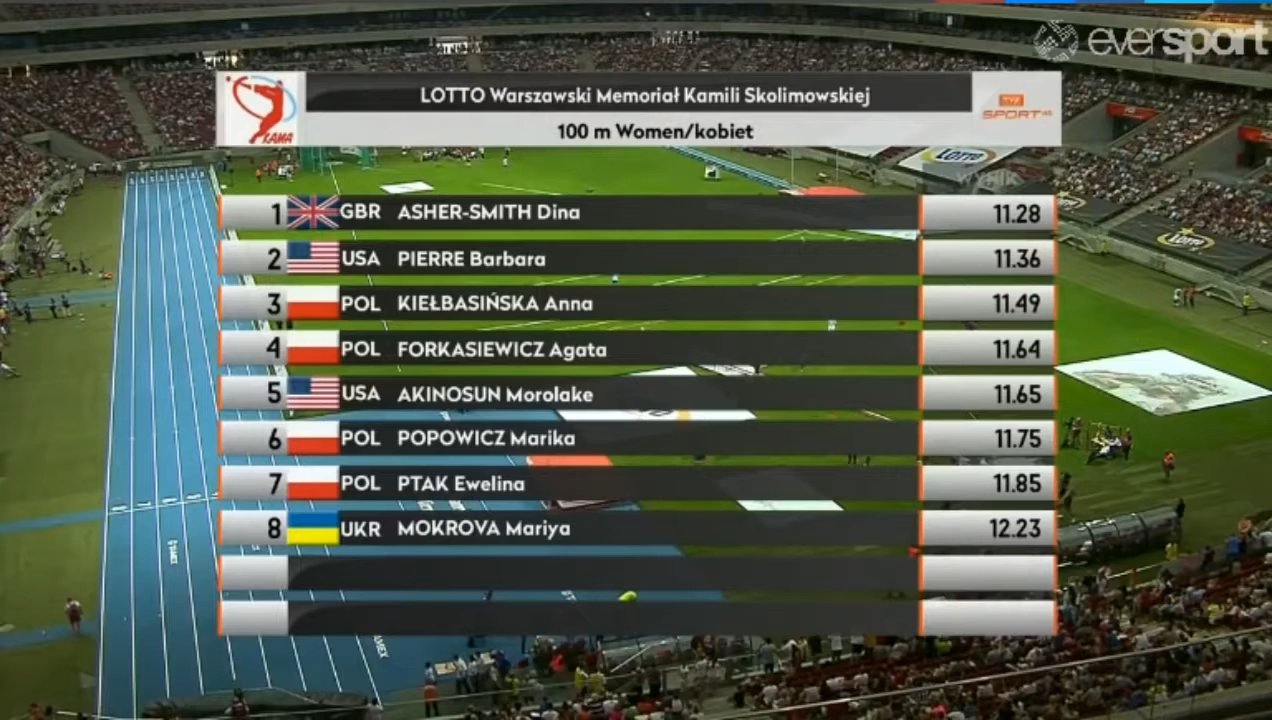 eversport
LOTTO Warszawski Memoriał Kamili Skolimowskiej
KAMA
TVP
SPORT
100 m Women/kobiet
LOTTO
1 GBR ASHER-SMITH Dina 11.28
LOTTO
2 USA PIERRE Barbara 11.36
3 POL KIEŁBASIŃSKA Anna 11.49
4 POL FORKASIEWICZ Agata 11.64
5 USA AKINOSUN Morolake 11.65
6 POL POPOWICZ Marika 11.75
7 POL PTAK Ewelina 11.85
8 UKR MOKROVA Mariya 12.23